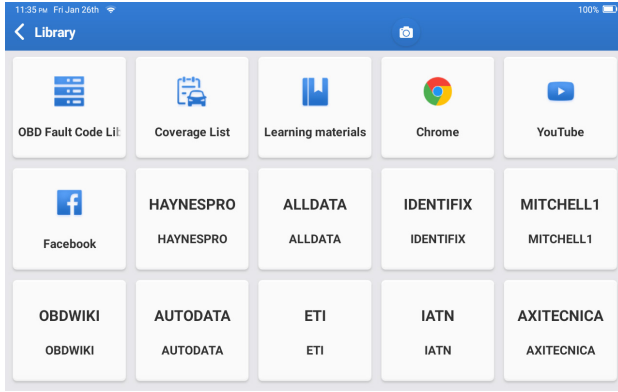 11:35 PM Fri Jan 26th 100%
Library
OBD Fault Code Lib
Coverage List
Learning materials
Chrome
YouTube
Facebook
HAYNESPRO
HAYNESPRO
ALLDATA
ALLDATA
IDENTIFIX
IDENTIFIX
MITCHELL1
MITCHELL1
OBDWIKI
OBDWIKI
AUTODATA
AUTODATA
ETI
ETI
IATN
IATN
AXITECNICA
AXITECNICA